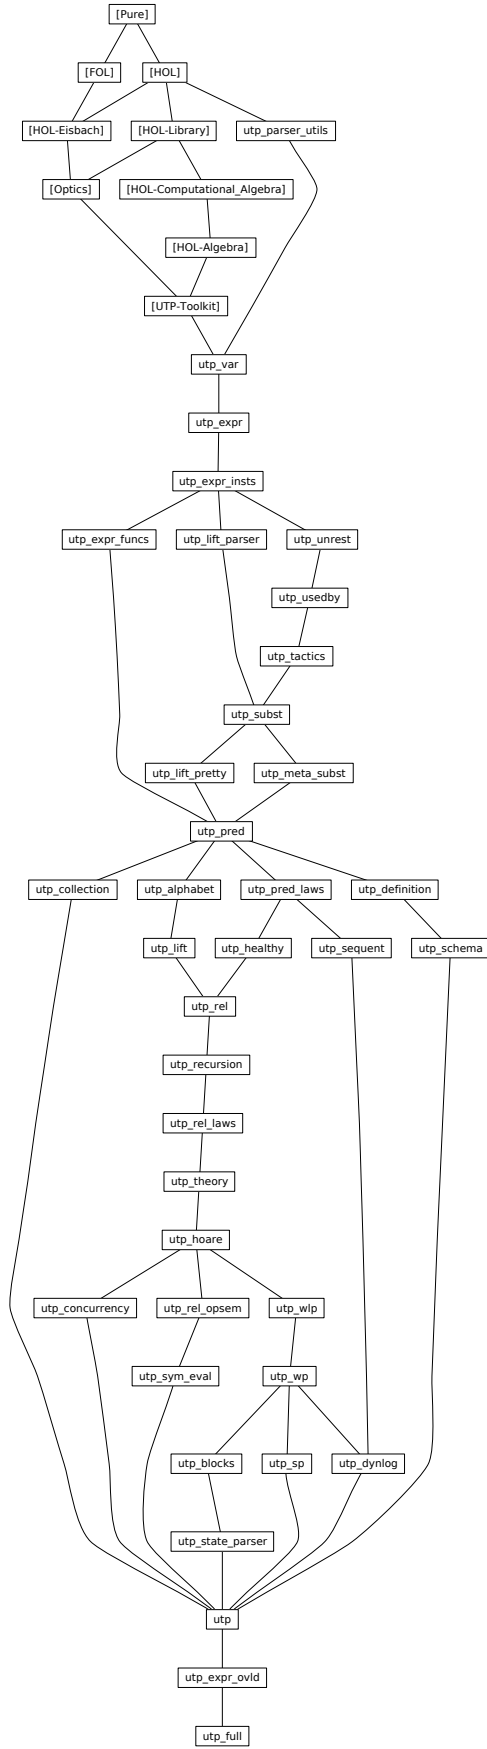 [Pure]
[FOL]
[HOL]
[HOL-Eisbach]
[HOL-Library]
utp_parser_utils
[Optics]
[HOL-Computational_Algebra]
[HOL-Algebra]
[UTP-Toolkit]
utp_var
utp_expr
utp_expr_insts
utp_expr_funcs
utp_lift_parser
utp_unrest
utp_usedby
utp_tactics
utp_subst
utp_lift_pretty
utp_meta_subst
utp_pred
utp_collection
utp_alphabet
utp_pred_laws
utp_definition
utp_lift
utp_healthy
utp_sequent
utp_schema
utp_rel
utp_recursion
utp_rel_laws
utp_theory
utp_hoare
utp_concurrency
utp_rel_opsem
utp_wlp
utp_sym_eval
utp_wp
utp_blocks
utp_sp
utp_dynlog
utp_state_parser
utp
utp_expr_ovld
utp_full